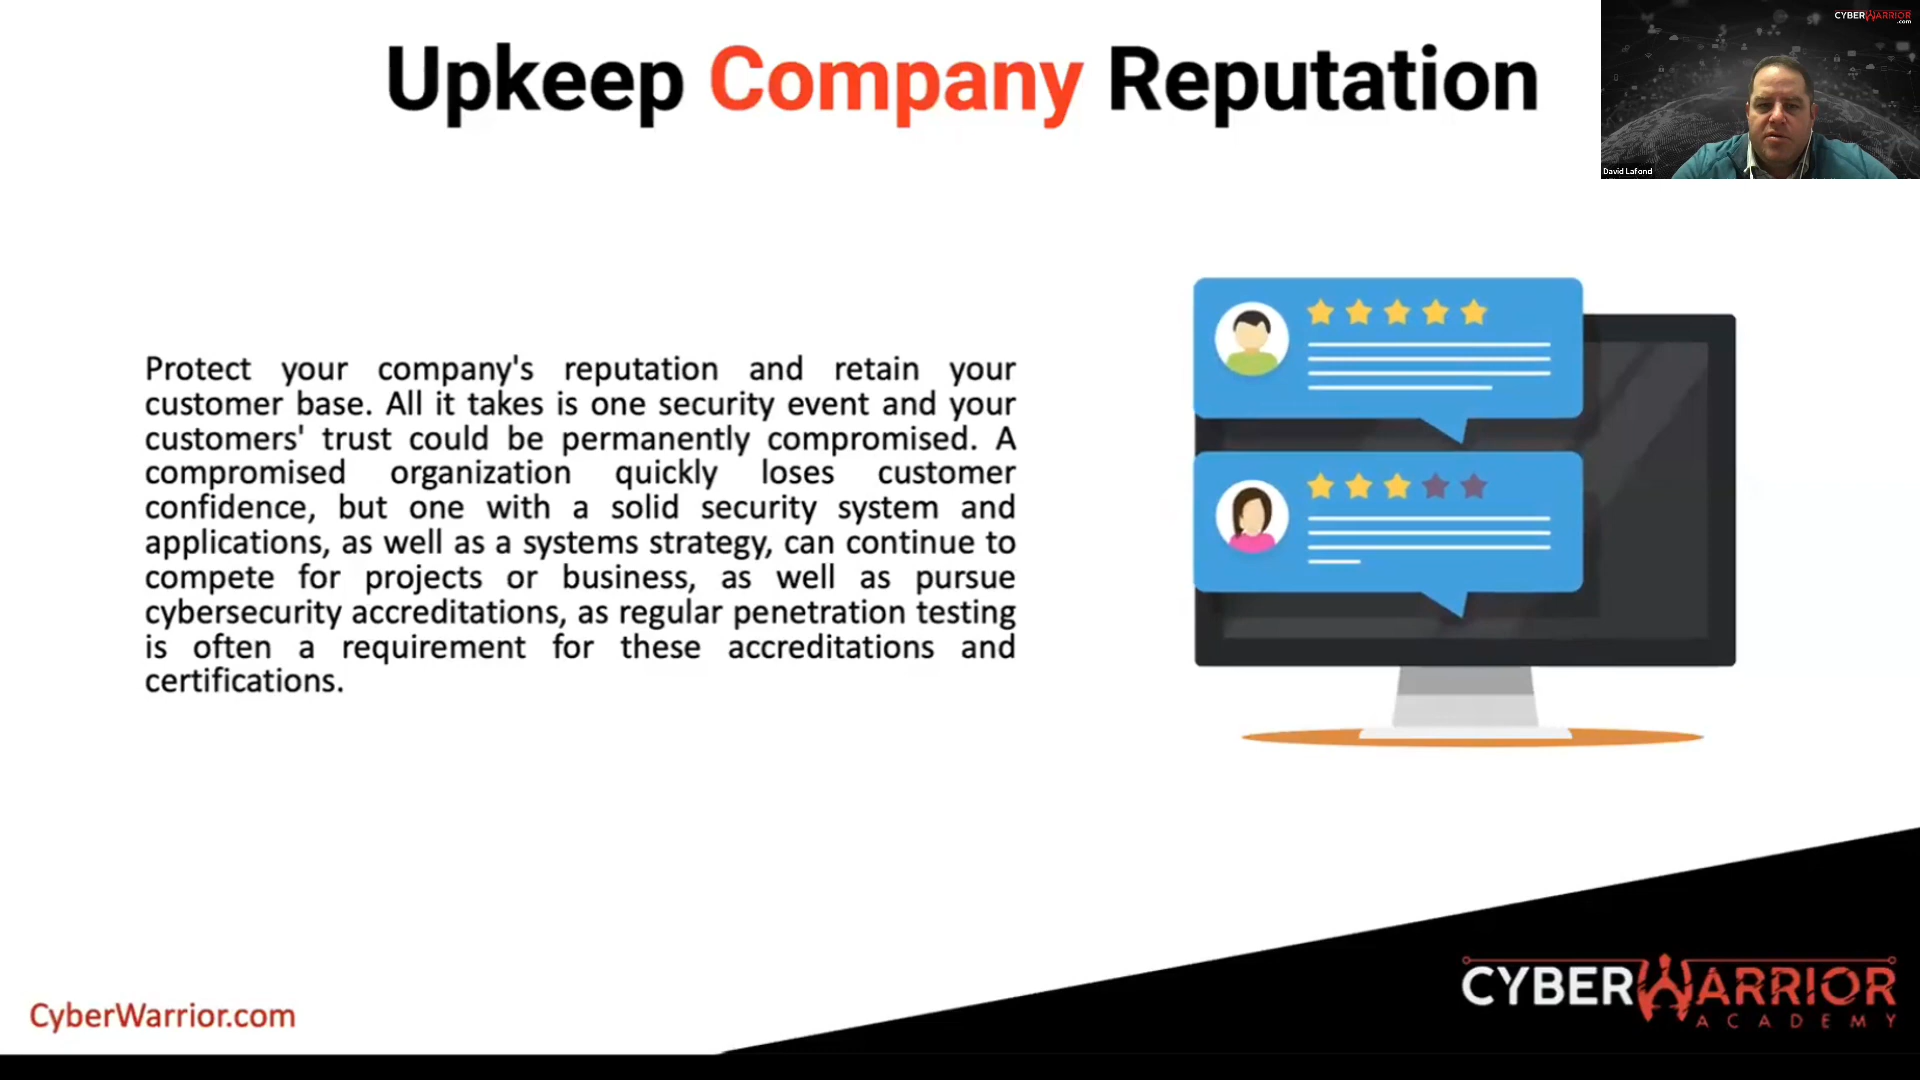 Upkeep Company Reputation
CYBERWARRIOR
.com
David Lafond
Protect your company's reputation and retain your
customer base. All it takes is one security event and your
customers' trust could be permanently compromised. A
compromised organization quickly loses customer
confidence, but one with a solid security system and
applications, as well as a systems strategy, can continue to
compete for projects or business, as well as pursue
cybersecurity accreditations, as regular penetration testing
is often a requirement for these accreditations and
certifications.
CyberWarrior.com
CYBERWARRIOR
ACADEMY